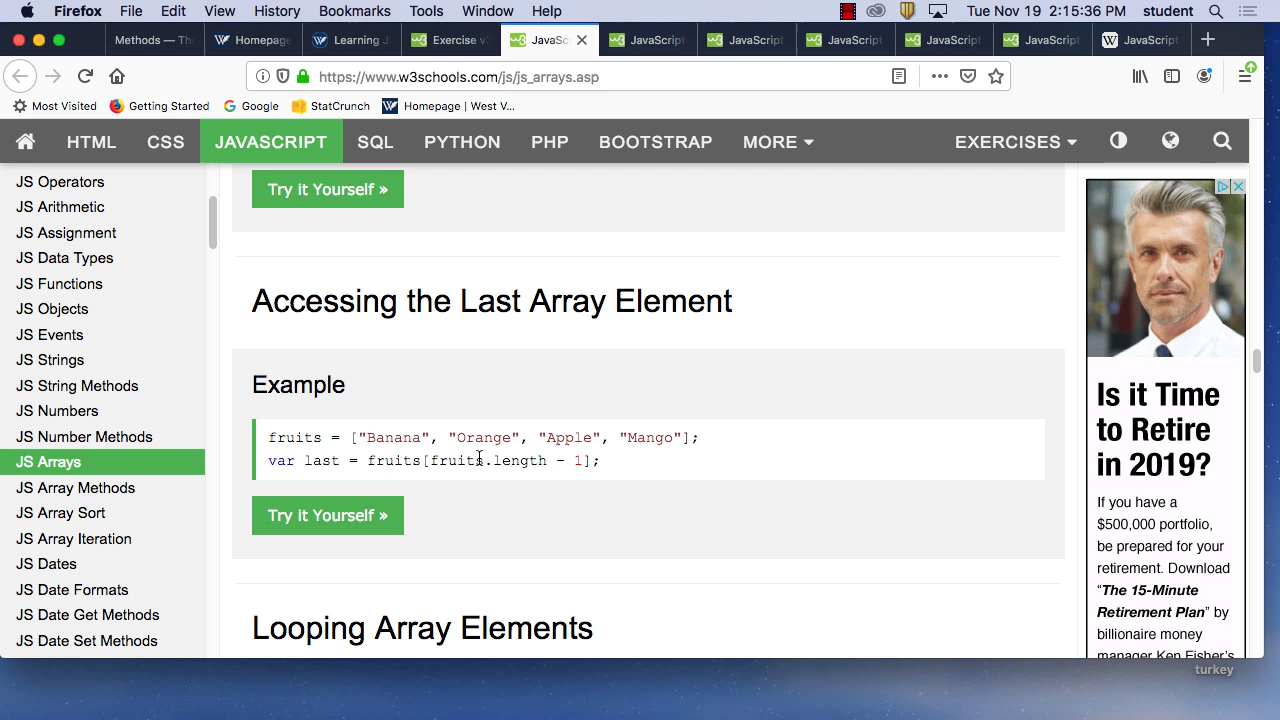 Firefox File Edit View History Bookmarks Tools Window Help Tue Nov 19 2:15:36 PM student
Methods — The Homepage Learning J Exercise v JavaSc JavaScript JavaScript JavaScript JavaScript JavaScript JavaScript
https://www.w3schools.com/js/js_arrays.asp
Most Visited Getting Started Google StatCrunch Homepage | West V...
HTML CSS JAVASCRIPT SQL PYTHON PHP BOOTSTRAP MORE EXERCISES
JS Operators
JS Arithmetic
JS Assignment
JS Data Types
JS Functions
JS Objects
JS Events
JS Strings
JS String Methods
JS Numbers
JS Number Methods
JS Arrays
JS Array Methods
JS Array Sort
JS Array Iteration
JS Dates
JS Date Formats
JS Date Get Methods
JS Date Set Methods
Try it Yourself »
Accessing the Last Array Element
Example
fruits = ["Banana", "Orange", "Apple", "Mango"];
var last = fruits[fruits.length - 1];
Try it Yourself »
Looping Array Elements
Is it Time
to Retire
in 2019?
If you have a
$500,000 portfolio,
be prepared for your
retirement. Download
“The 15-Minute
Retirement Plan” by
billionaire money
manager Ken Fisher’s
turkey